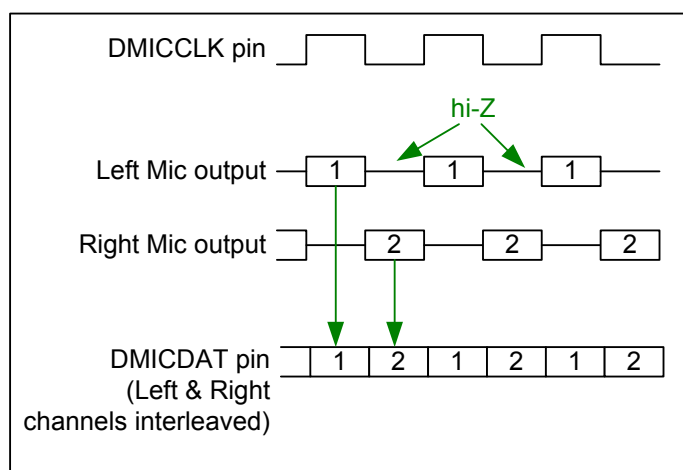 DMICCLK pin
hi-Z
Left Mic output 1 1 1
Right Mic output 2 2 2
DMICDAT pin 1 2 1 2 1 2
(Left & Right
channels interleaved)